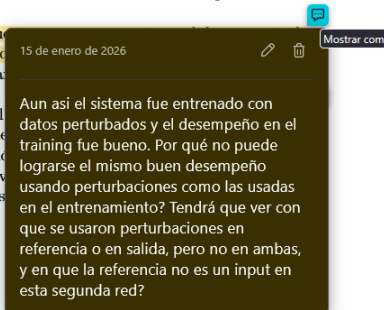 Mostrar com
15 de enero de 2026
Aun asi el sistema fue entrenado con
datos perturbados y el desempeño en el
training fue bueno. Por qué no puede
lograrse el mismo buen desempeño
usando perturbaciones como las usadas
en el entrenamiento? Tendrá que ver con
que se usaron perturbaciones en
referencia o en salida, pero no en ambas,
y en que la referencia no es un input en
esta segunda red?